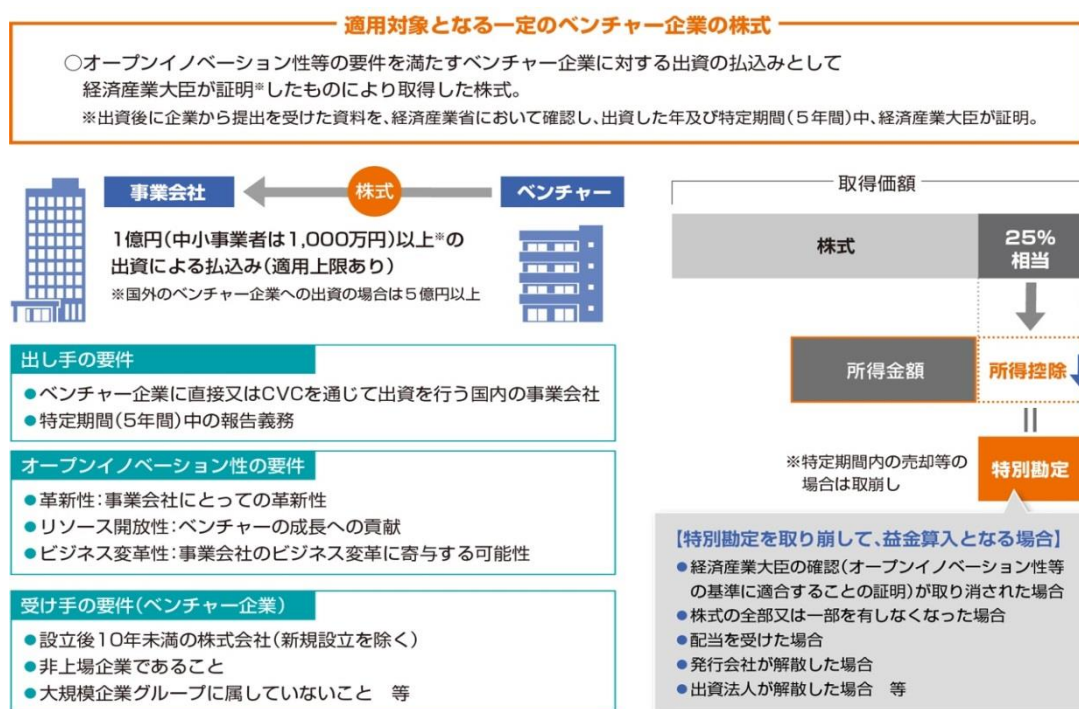 適用対象となる一定のベンチャー企業の株式
○オープンイノベーション性等の要件を満たすベンチャー企業に対する出資の払込みとして
経済産業大臣が証明※したものにより取得した株式。
※出資後に企業から提出を受けた資料を、経済産業省において確認し、出資した年及び特定期間(5年間)中、経済産業大臣が証明。
事業会社
株式
ベンチャー
1億円(中小事業者は1,000万円)以上※の
出資による払込み(適用上限あり)
※国外のベンチャー企業への出資の場合は5億円以上
出し手の要件
●ベンチャー企業に直接又はCVCを通じて出資を行う国内の事業会社
●特定期間(5年間)中の報告義務
オープンイノベーション性の要件
●革新性:事業会社にとっての革新性
●リソース開放性:ベンチャーの成長への貢献
●ビジネス変革性:事業会社のビジネス変革に寄与する可能性
受け手の要件(ベンチャー企業)
●設立後10年未満の株式会社(新規設立を除く)
●非上場企業であること
●大規模企業グループに属していないこと 等
取得価額
株式
25%
相当
所得金額
所得控除
※特定期間内の売却等の
場合は取崩し
特別勘定
【特別勘定を取り崩して、益金算入となる場合】
●経済産業大臣の確認(オープンイノベーション性等
の基準に適合することの証明)が取り消された場合
●株式の全部又は一部を有しなくなった場合
●配当を受けた場合
●発行会社が解散した場合
●出資法人が解散した場合 等